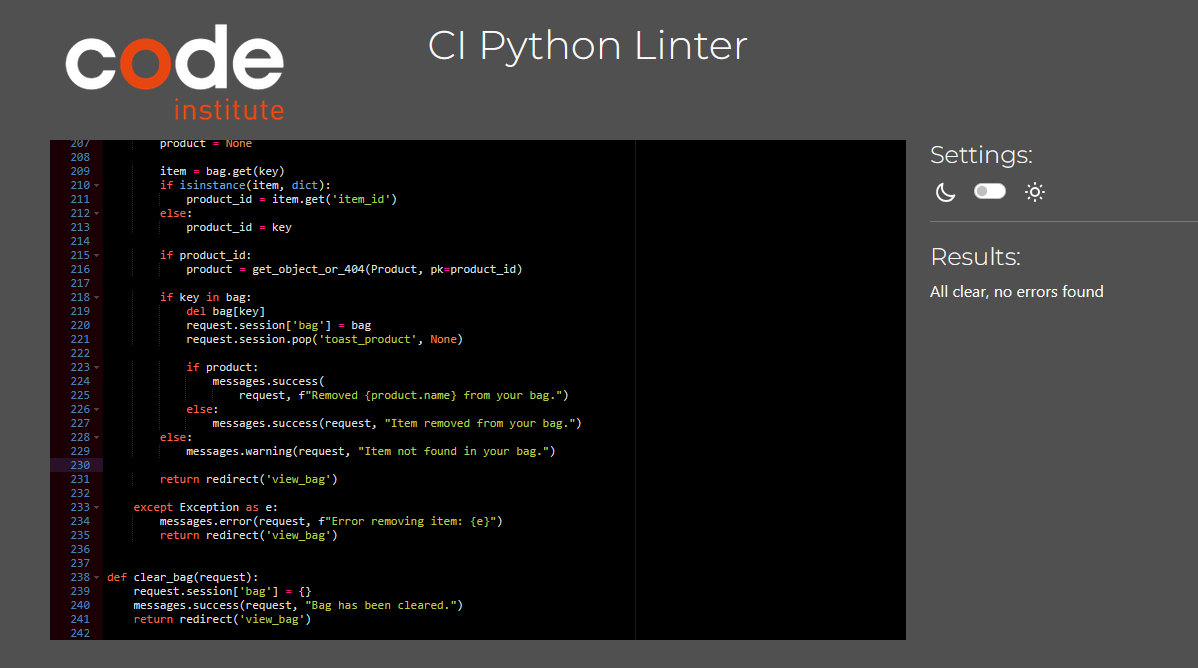 code
institute
CI Python Linter
207 product = None
208
209 item = bag.get(key)
210 if isinstance(item, dict):
211 product_id = item.get('item_id')
212 else:
213 product_id = key
214
215 if product_id:
216 product = get_object_or_404(Product, pk=product_id)
217
218 if key in bag:
219 del bag[key]
220 request.session['bag'] = bag
221 request.session.pop('toast_product', None)
222
223 if product:
224 messages.success(
225 request, f"Removed {product.name} from your bag.")
226 else:
227 messages.success(request, "Item removed from your bag.")
228 else:
229 messages.warning(request, "Item not found in your bag.")
230
231 return redirect('view_bag')
232
233 except Exception as e:
234 messages.error(request, f"Error removing item: {e}")
235 return redirect('view_bag')
236
237
238 def clear_bag(request):
239 request.session['bag'] = {}
240 messages.success(request, "Bag has been cleared.")
241 return redirect('view_bag')
242
Settings:
Results:
All clear, no errors found